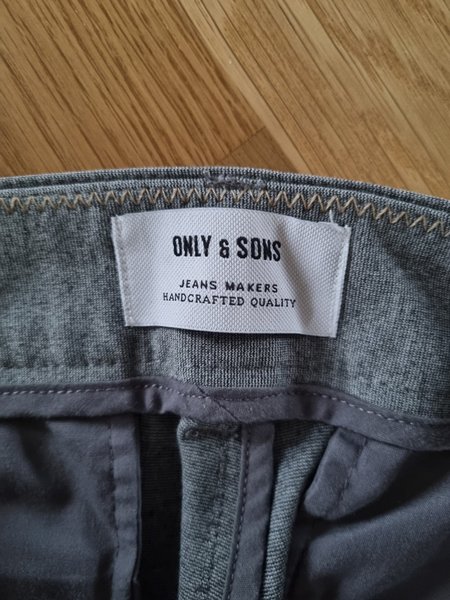 ONLY & SONS
JEANS MAKERS
HANDCRAFTED QUALITY